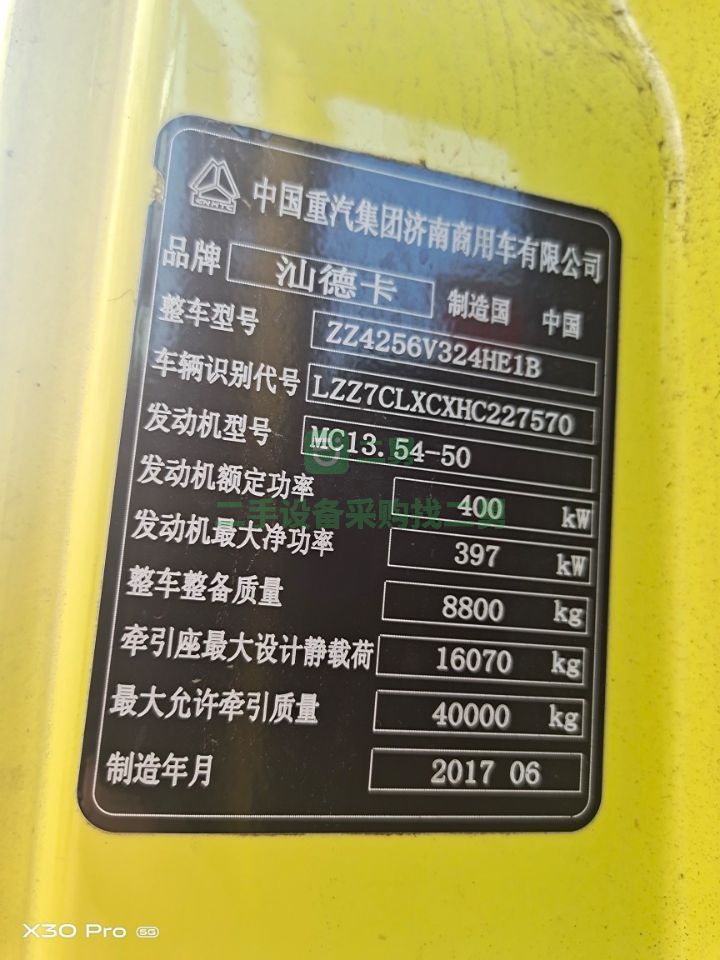 CNHTC
中国重汽集团济南商用车有限公司
品牌 汕德卡 制造国 中国
整车型号 ZZ4256V324HE1B
车辆识别代号 LZZ7CLXCXHC227570
发动机型号 MC13.54-50
发动机额定功率 400 kW
发动机最大净功率 397 kW
整车整备质量 8800 kg
牵引座最大设计静载荷 16070 kg
最大允许牵引质量 40000 kg
制造年月 2017 06
二手设备采购找二
X30 Pro 5G